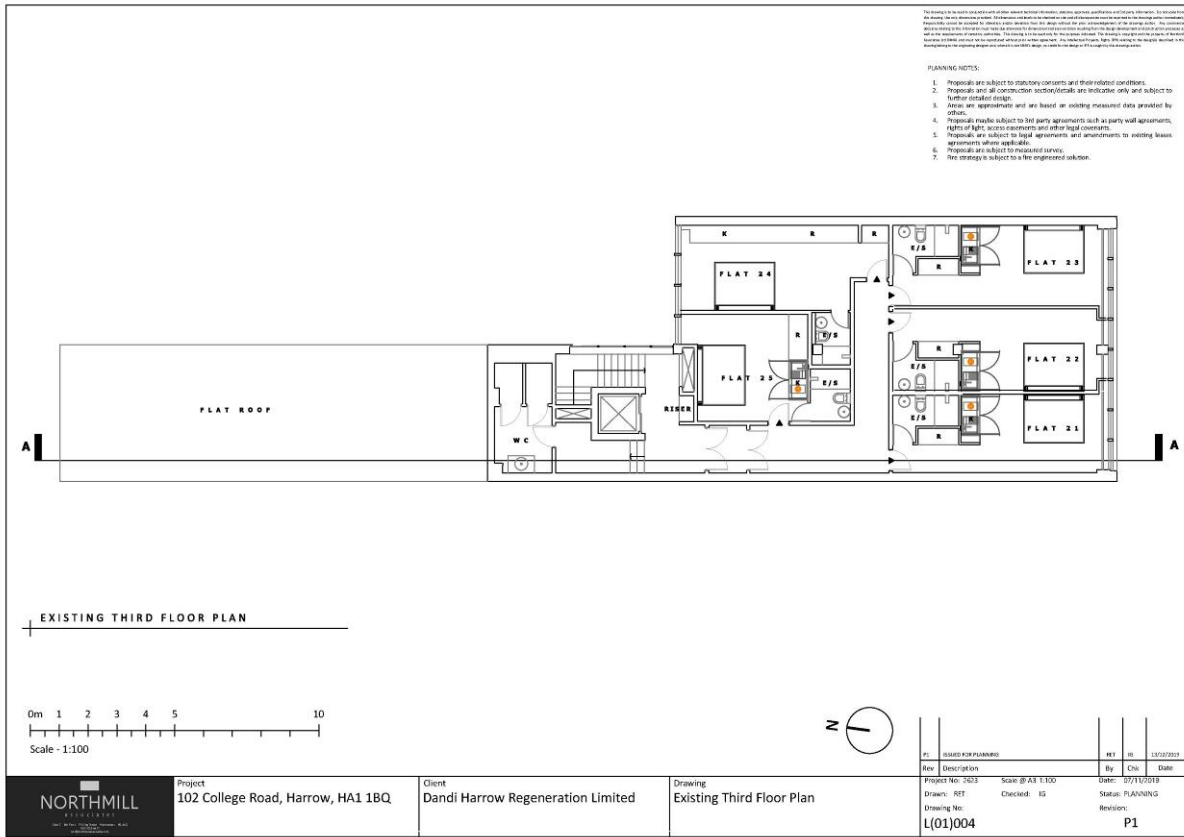 PLANNING NOTES:
1. Proposals are subject to statutory consents and their related conditions.
2. Proposals and all construction section/details are indicative only and subject to
further detailed design.
3. Areas are approximate and are based on existing measured data provided by
others.
4. Proposals maybe subject to 3rd party agreements such as party wall agreements,
rights of light, access easements and other legal covenants.
5. Proposals are subject to legal agreements and amendments to existing leases
agreements where applicable.
6. Proposals are subject to measured survey.
7. Fire strategy is subject to a fire engineered solution.
K R R
E/S
K
R
FLAT 23
FLAT 24
E/S
R
R
E/S
K
FLAT 22
FLAT 25
K
E/S
FLAT ROOF
RISER
E/S
K
R
FLAT 21
WC
A
A
EXISTING THIRD FLOOR PLAN
0m 1 2 3 4 5 10
Scale - 1:100
N
P1 ISSUED FOR PLANNING RET IG 13/12/2019
Rev Description By Chk Date
NORTHMILL
ASSOCIATES
Project
102 College Road, Harrow, HA1 1BQ
Client
Dandi Harrow Regeneration Limited
Drawing
Existing Third Floor Plan
Project No: 2623 Scale @ A3 1:100 Date: 07/11/2019
Drawn: RET Checked: IG Status: PLANNING
Drawing No: Revision:
L(01)004 P1